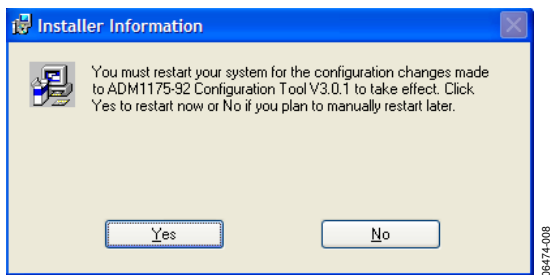 Installer Information
You must restart your system for the configuration changes made
to ADM1175-92 Configuration Tool V3.0.1 to take effect. Click
Yes to restart now or No if you plan to manually restart later.
Yes
No
06474-008